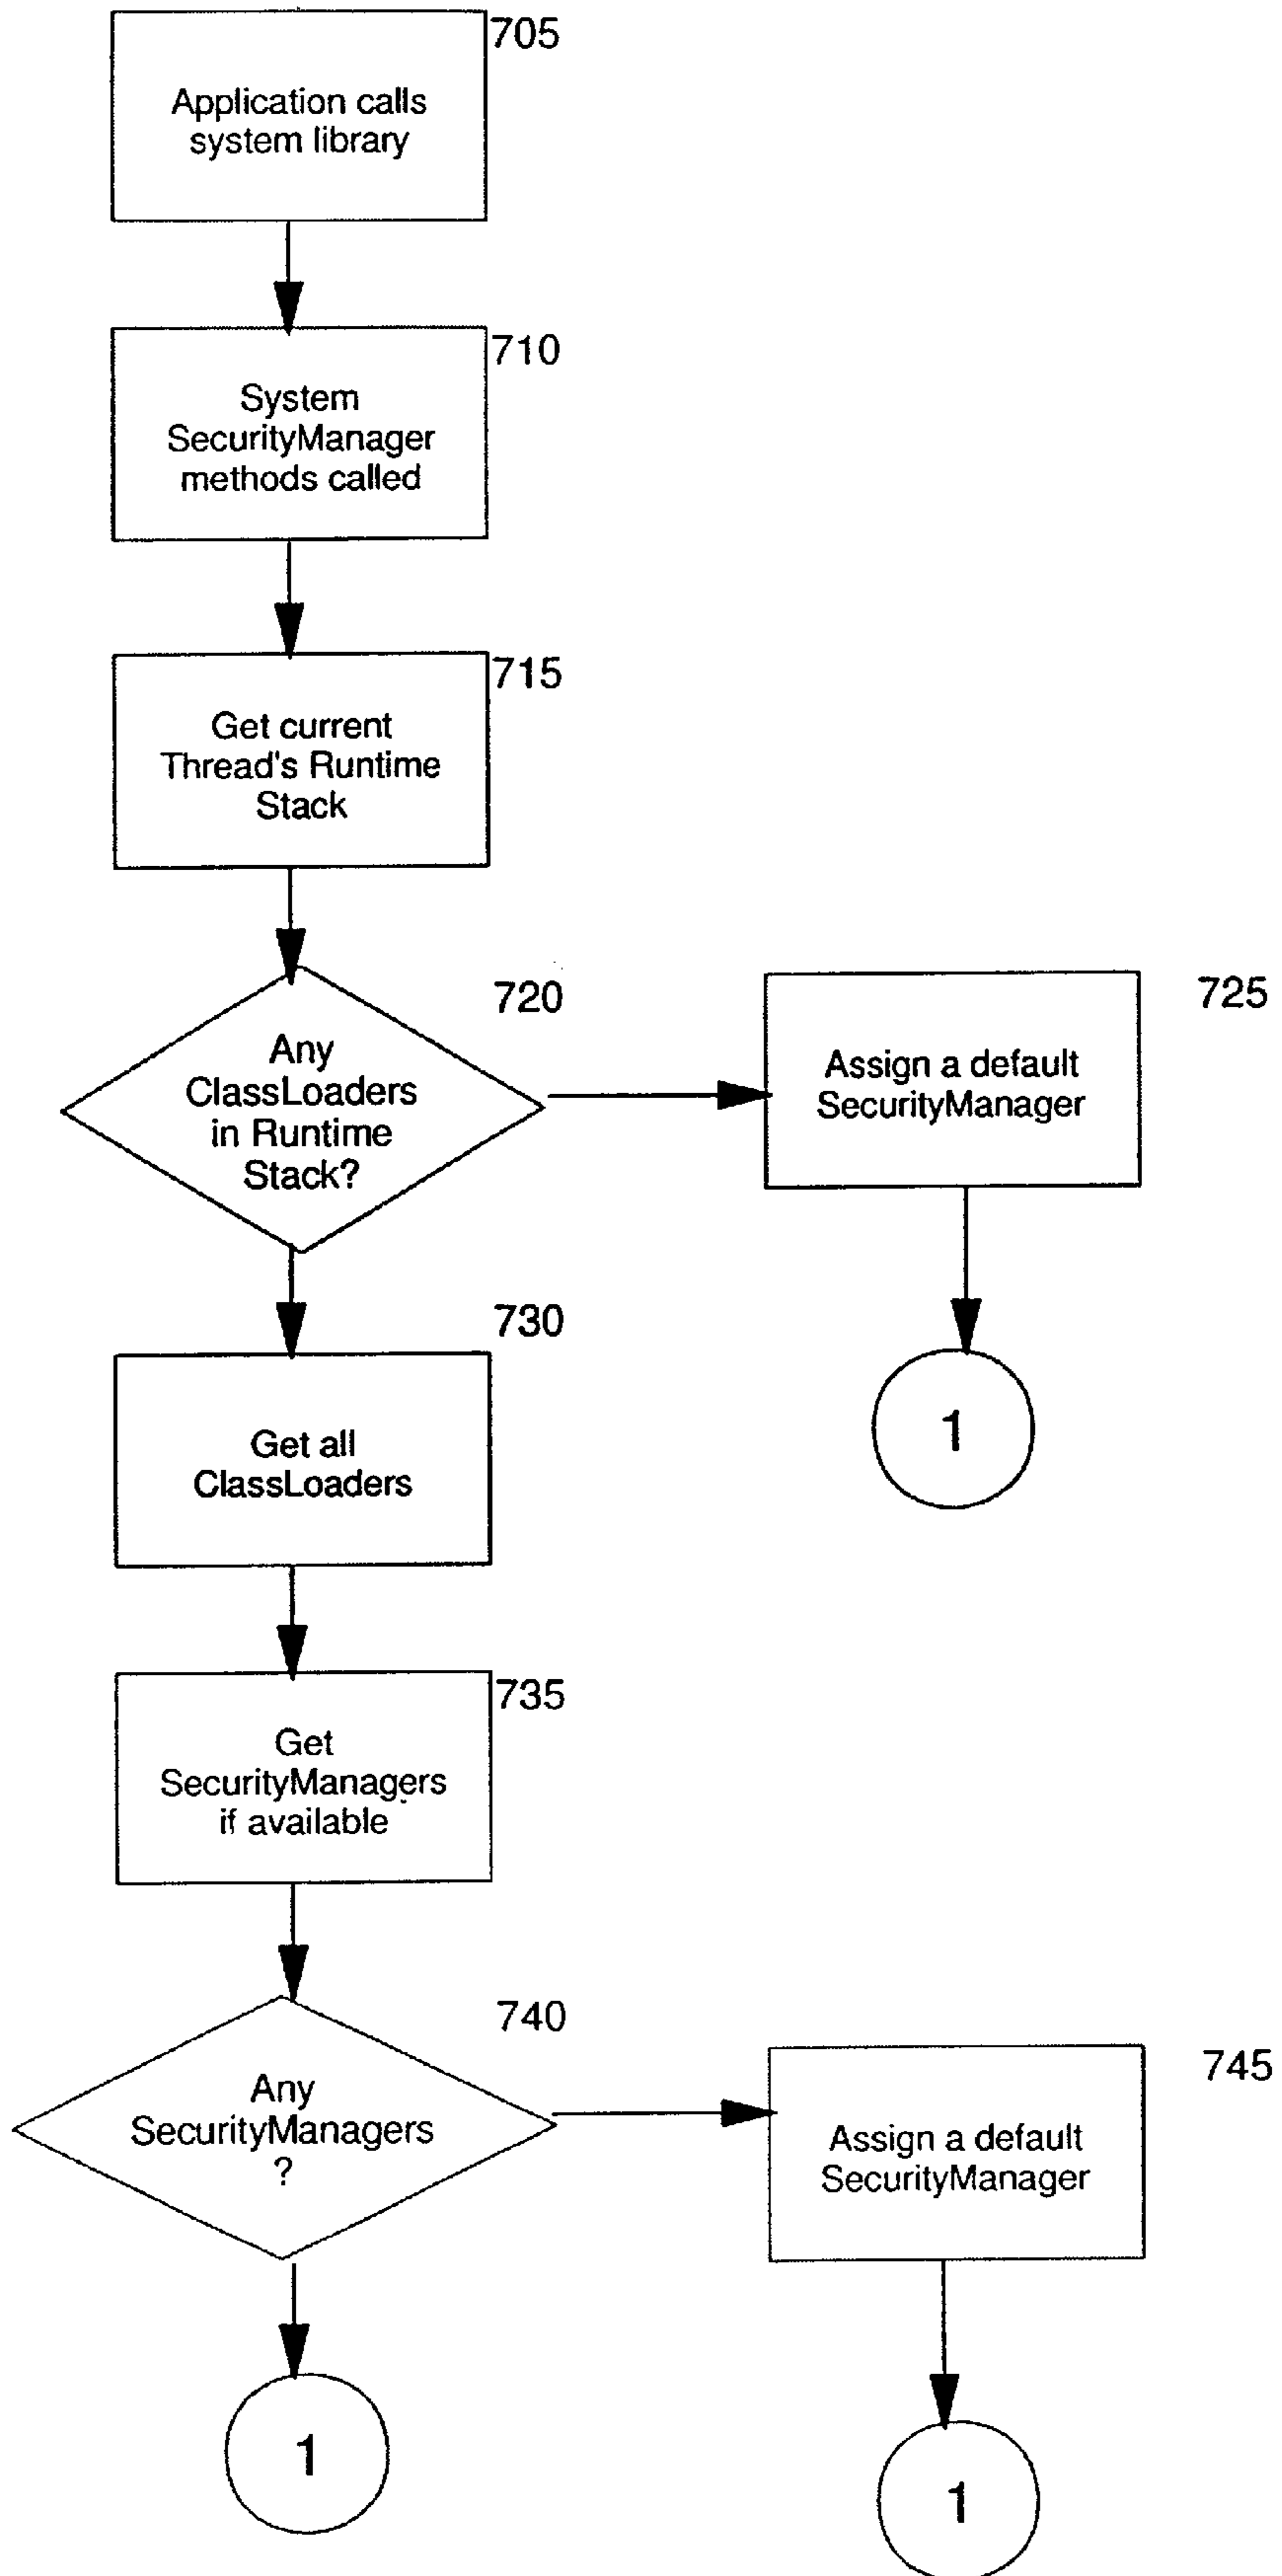 705
Application calls
system library
710
System
SecurityManager
methods called
715
Get current
Thread's Runtime
Stack
720
Any
ClassLoaders
in Runtime
Stack?
725
Assign a default
SecurityManager
1
730
Get all
ClassLoaders
735
Get
SecurityManagers
if available
740
Any
SecurityManagers
?
745
Assign a default
SecurityManager
1
1